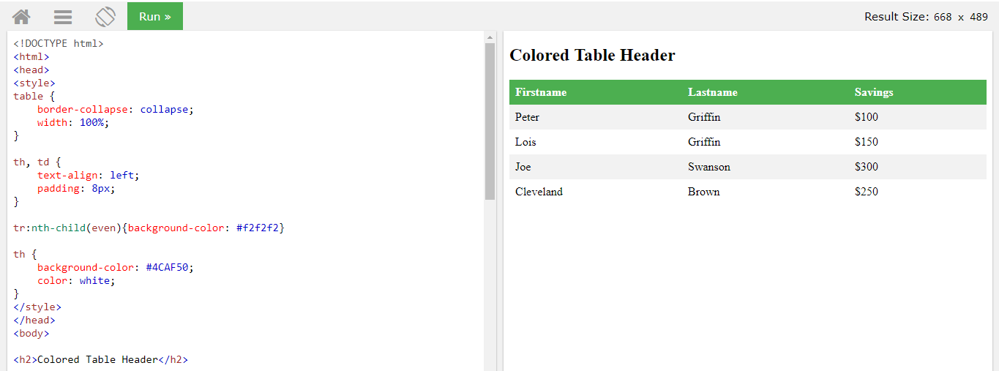 Run »
Result Size: 668 x 489
<!DOCTYPE html>
<html>
<head>
<style>
table {
    border-collapse: collapse;
    width: 100%;
}
th, td {
    text-align: left;
    padding: 8px;
}
tr:nth-child(even){background-color: #f2f2f2}
th {
    background-color: #4CAF50;
    color: white;
}
</style>
</head>
<body>
<h2>Colored Table Header</h2>
Colored Table Header
Firstname Lastname Savings
Peter Griffin $100
Lois Griffin $150
Joe Swanson $300
Cleveland Brown $250